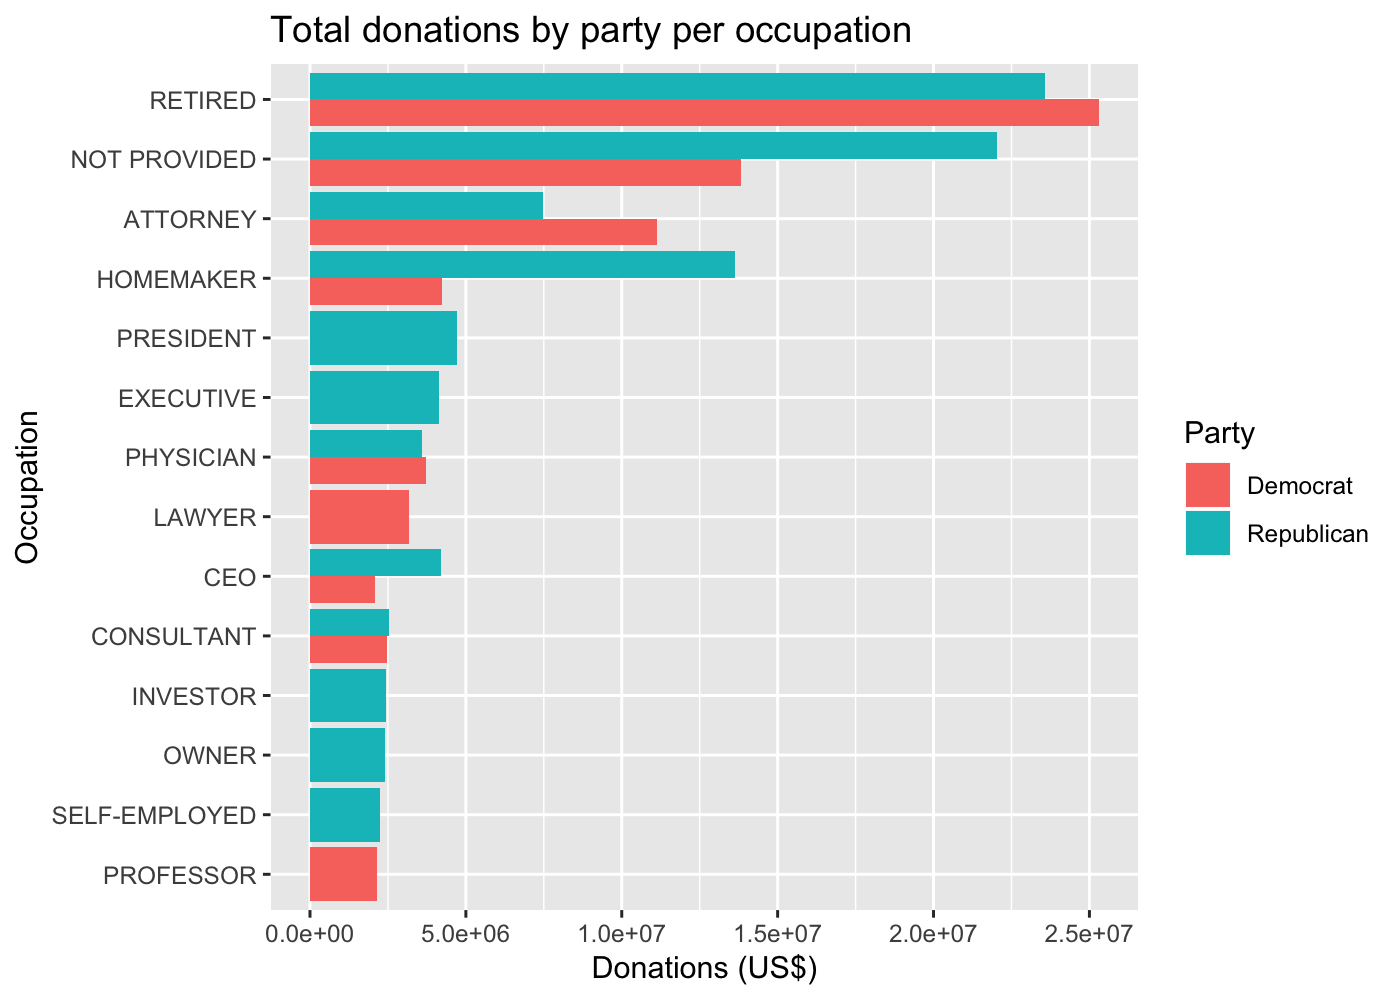 Total donations by party per occupation
RETIRED
NOT PROVIDED
ATTORNEY
HOMEMAKER
PRESIDENT
EXECUTIVE
PHYSICIAN
LAWYER
CEO
CONSULTANT
INVESTOR
OWNER
SELF-EMPLOYED
PROFESSOR
Occupation
0.0e+00 5.0e+06 1.0e+07 1.5e+07 2.0e+07 2.5e+07
Donations (US$)
Party
Democrat
Republican